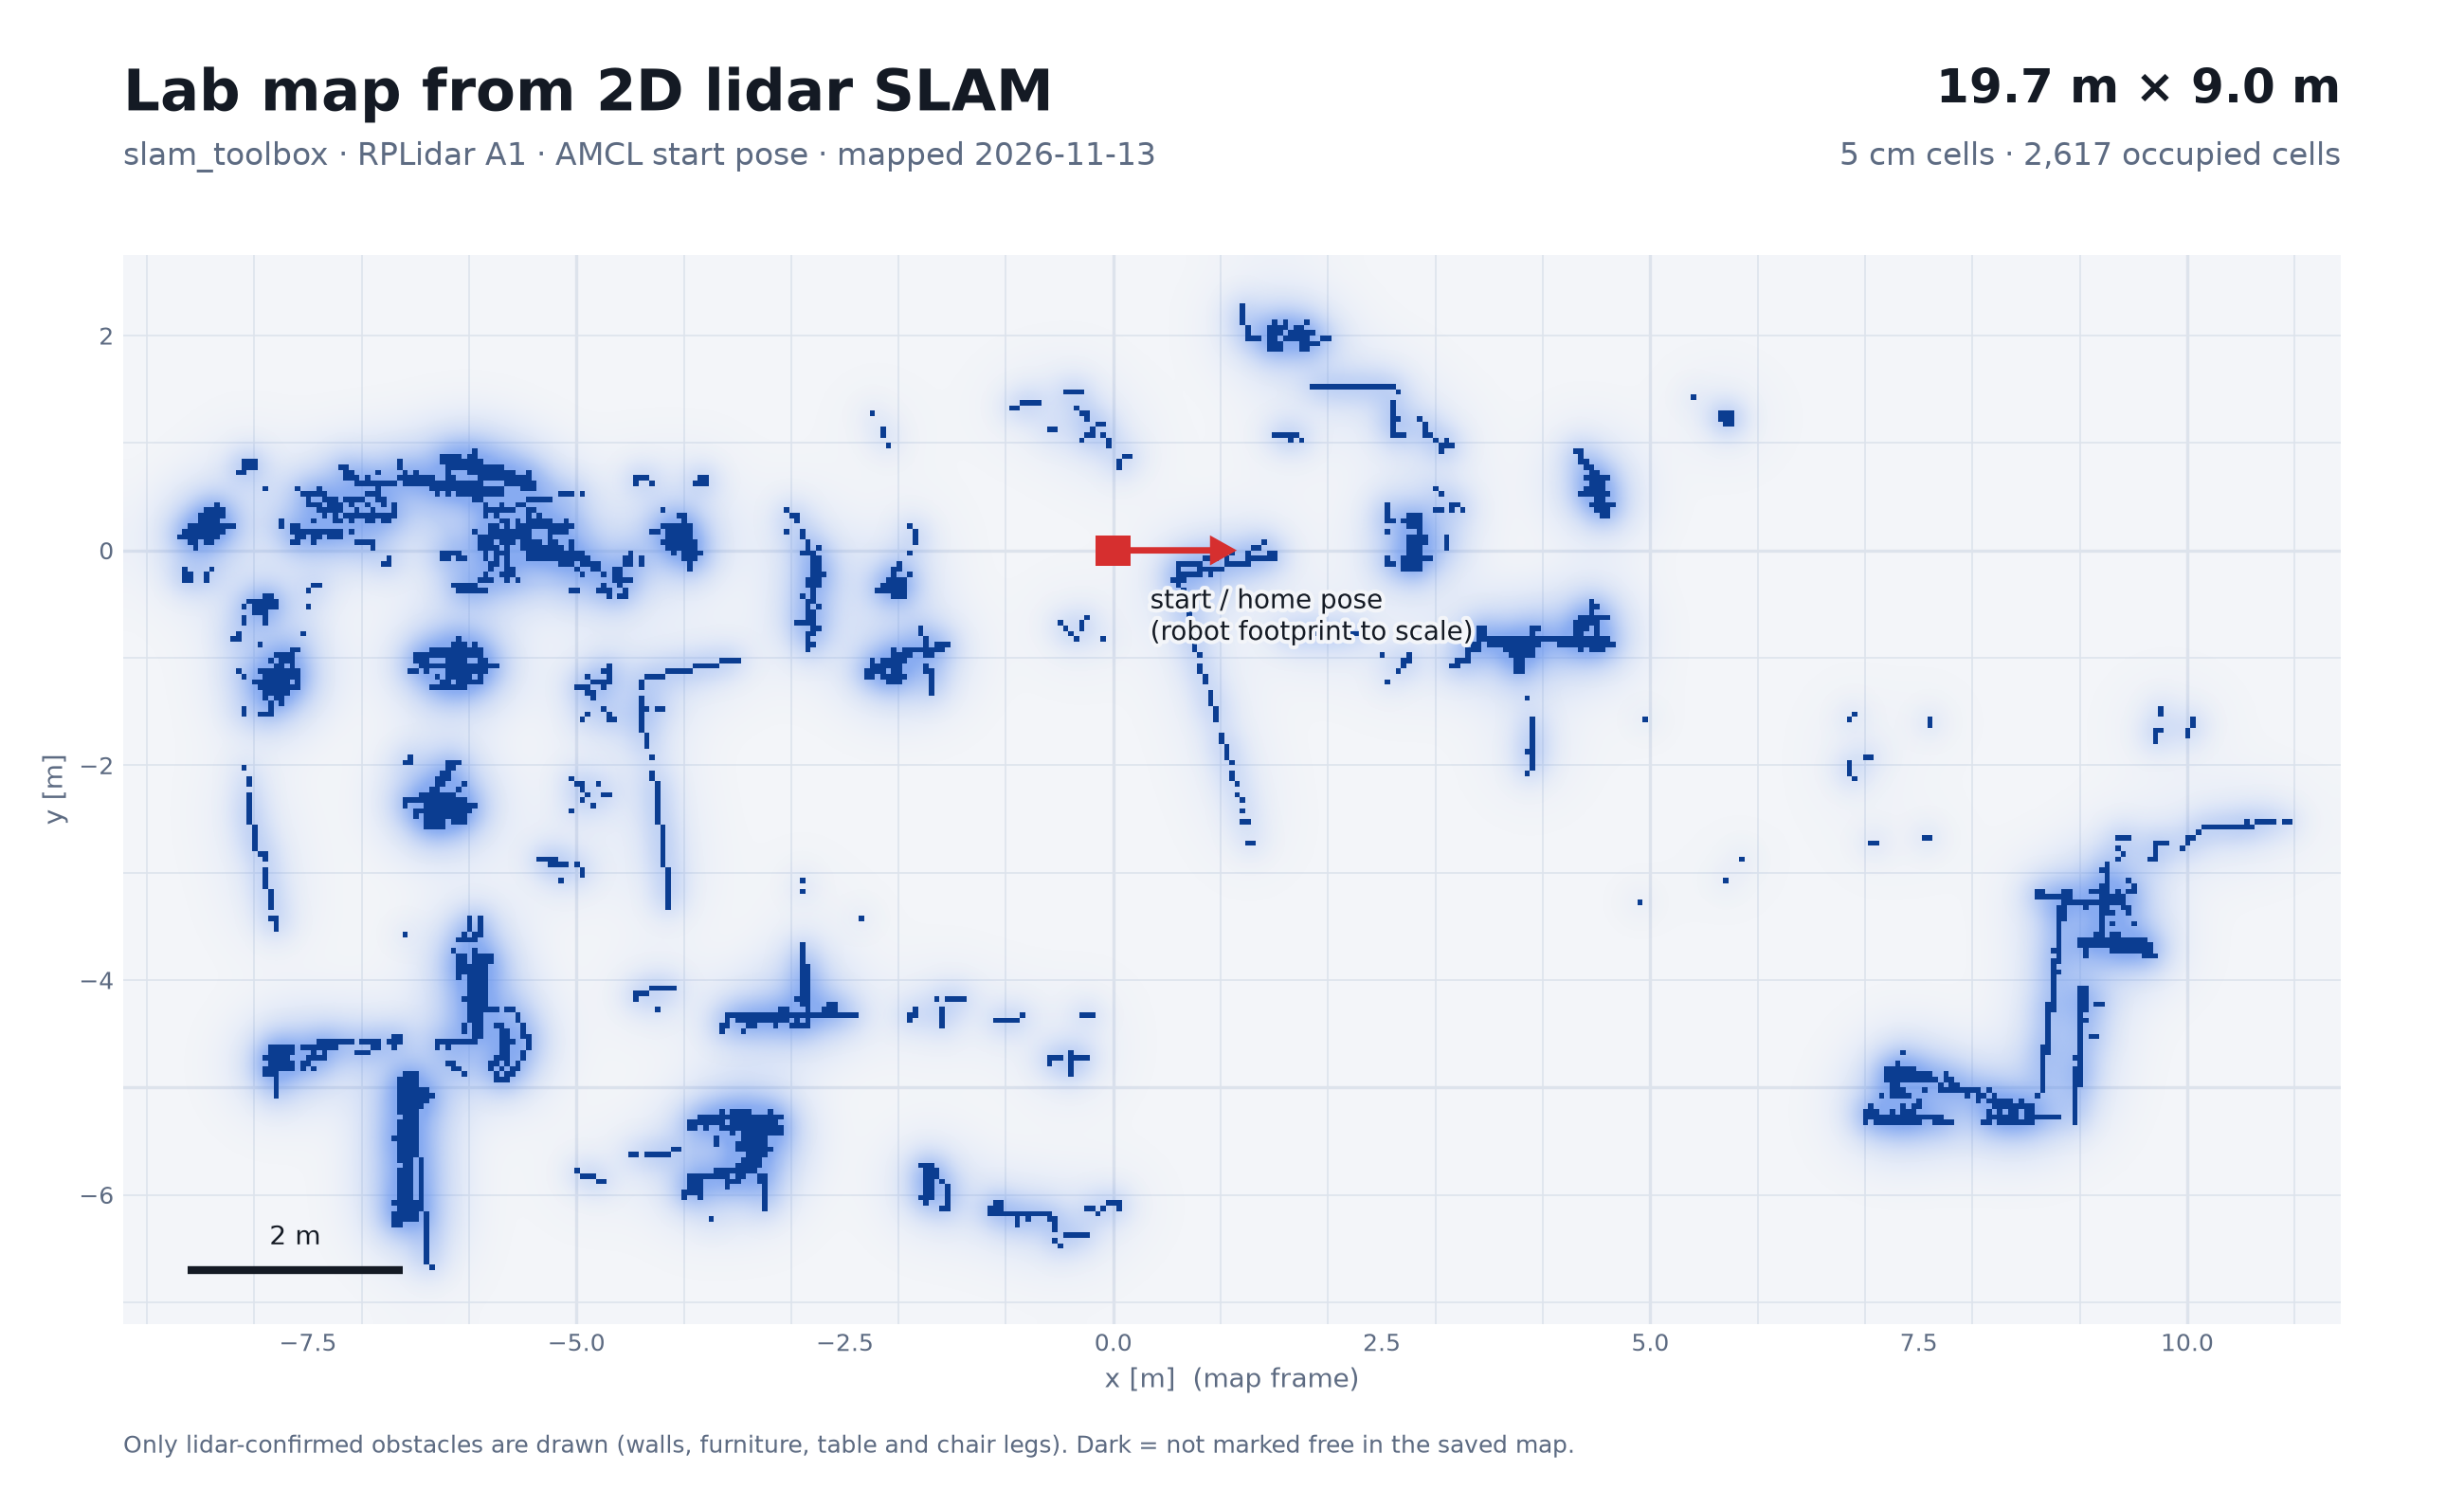 Lab map from 2D lidar SLAM
19.7 m × 9.0 m
slam_toolbox · RPLidar A1 · AMCL start pose · mapped 2026-11-13
5 cm cells · 2,617 occupied cells
2
0
−2
−4
−6
y [m]
start / home pose
(robot footprint to scale)
2 m
−7.5 −5.0 −2.5 0.0 2.5 5.0 7.5 10.0
x [m] (map frame)
Only lidar-confirmed obstacles are drawn (walls, furniture, table and chair legs). Dark = not marked free in the saved map.